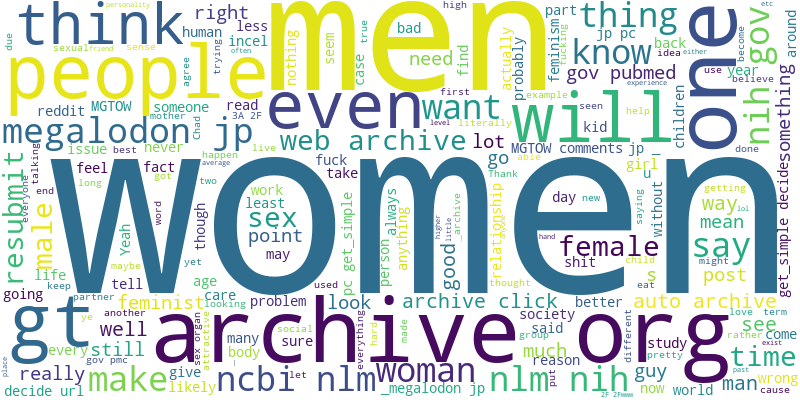 think
men
right
less
human
incel
nothing
seem
bad
need
find
case
high
true
actually
feminism
probably
part
thing
jp pc
know
back
idea
gov pubmed
one
nih gov
people
reddit
MGTOW
someone
read
3A 2F
even
want
first
example
literally
will
kid
children
year
around
something
megalodon jp
web archive
lot
MGTOW comments
jp
girl
resubmit
issue
never
feel
fact
fuck
take
go
u
without
way
mean
say
post
women
male
sex
point
work
least
day
new
female
shit
person
always
anything
good
relationship
pc get_simple
get_simple decide
life
going
tell
age
care
feminist
problem
look
archive click
better
auto archive
gt
well
still
every
archive org
society
said
see
time
come
many
sure
body
woman
much
reason
study
guy
man
wrong
really
make
give
likely
ncbi nlm
_megalodon jp
nlm nih
now
world
cause
decide url
gov pmc
sex organ
attractive
social
everything
hard
made
group
different
pretty
rather
love
term
exist
past
might
child
eat
thought
used
may
though
Yeah
maybe
yet
partner
another
keep
end
long
got
two
best
happen
live
Chad
word
average
everyone
talking
mother
sexual
friend
personality
due
trying
agree
sense
often
level
able
help
seen
use
become
believe
etc
either
experience
done
getting
lol
saying
Thank
higher
little
_archive
hand
looking
let
put
place
ye
2F 2Fwww
fucking